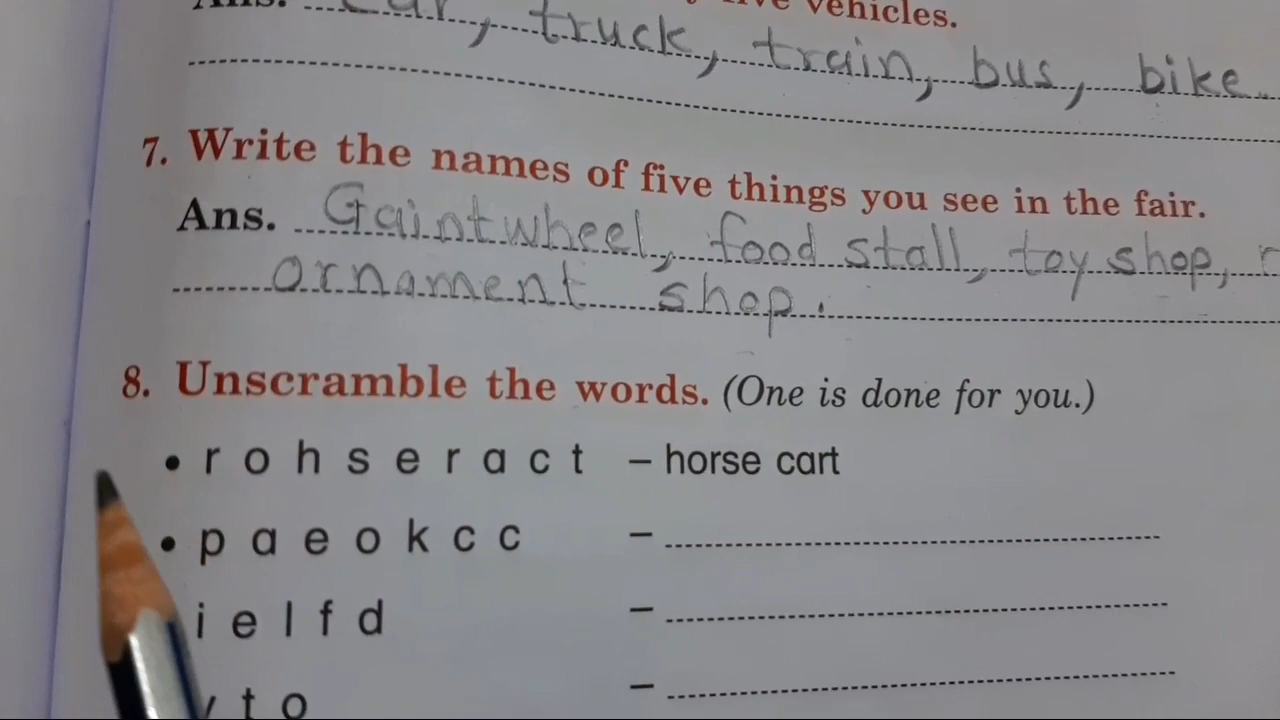 vehicles.
truck, train, bus, bike.
7. Write the names of five things you see in the fair.
Ans. Gaintwheel, food stall, toy shop,
ornament shop.
8. Unscramble the words. (One is done for you.)
• r o h s e r a c t – horse cart
• p a e o k c c –
i e l f d –
y t o –